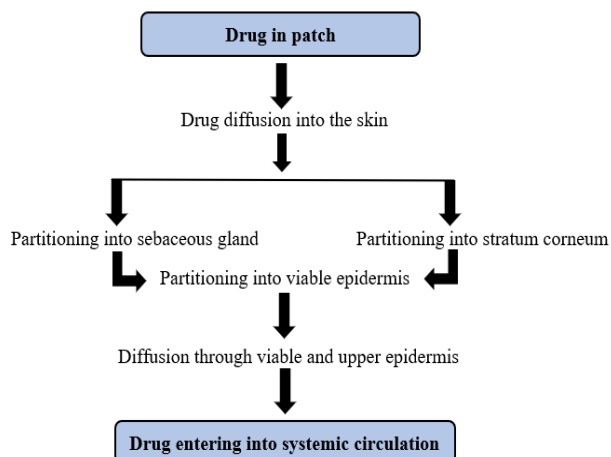 Drug in patch
Drug diffusion into the skin
Partitioning into sebaceous gland
Partitioning into stratum corneum
Partitioning into viable epidermis
Diffusion through viable and upper epidermis
Drug entering into systemic circulation